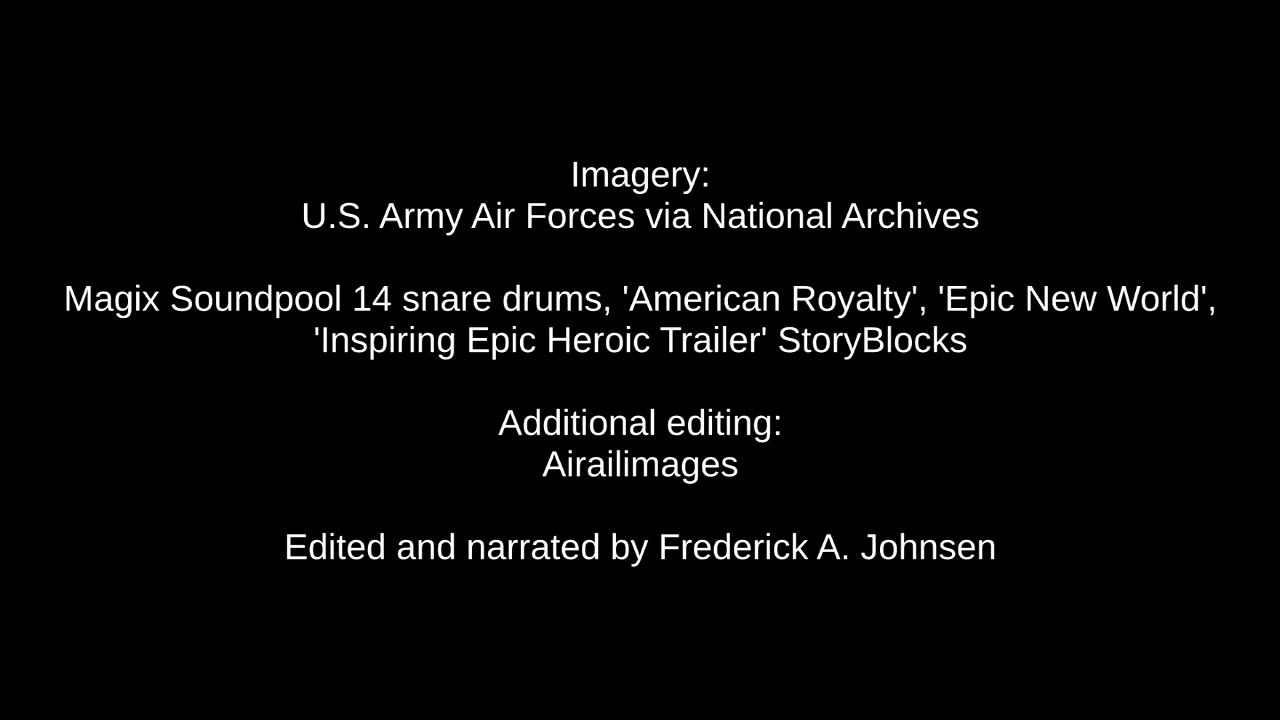 Imagery:
U.S. Army Air Forces via National Archives
Magix Soundpool 14 snare drums, 'American Royalty', 'Epic New World',
'Inspiring Epic Heroic Trailer' StoryBlocks
Additional editing:
Airailimages
Edited and narrated by Frederick A. Johnsen